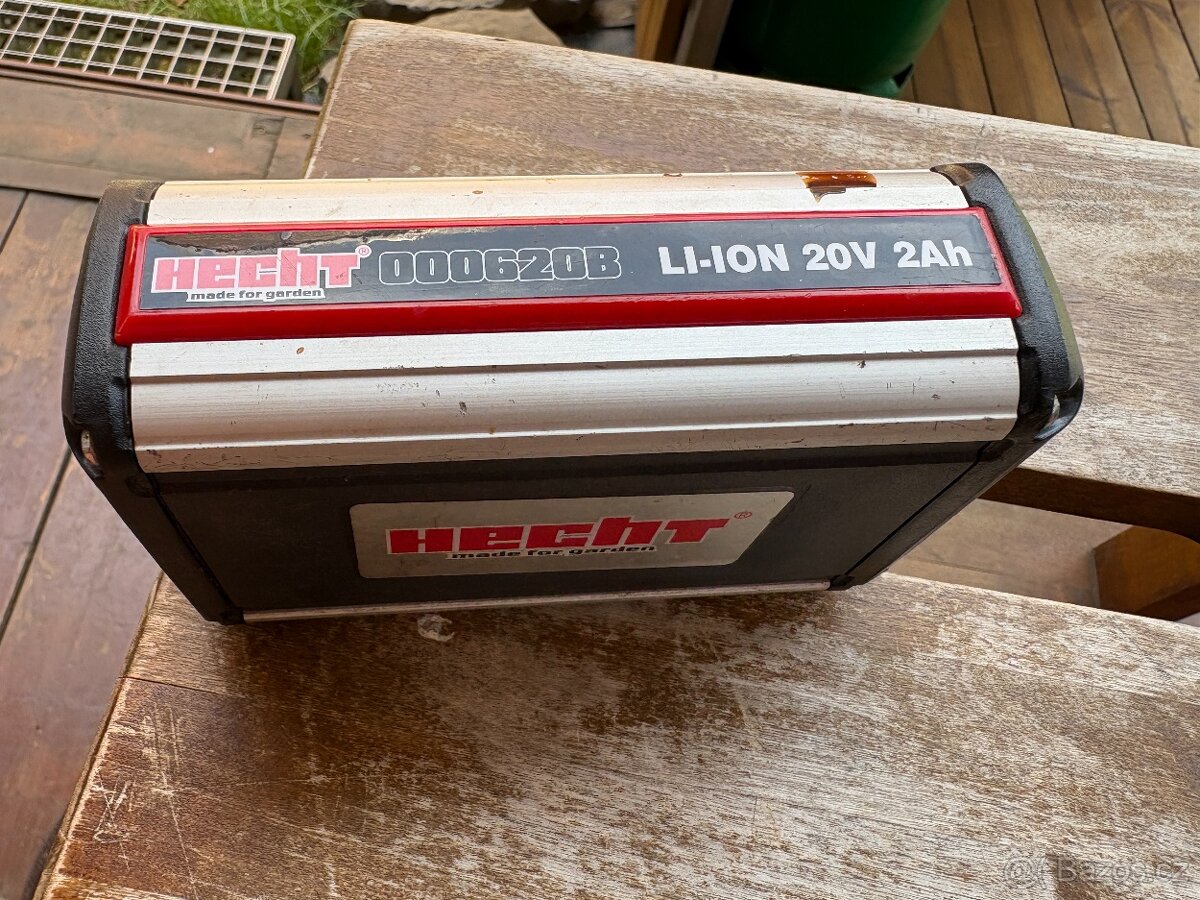 HECHT® 000620B LI-ION 20V 2Ah
made for garden
HECHT®
made for garden
Bazos.cz